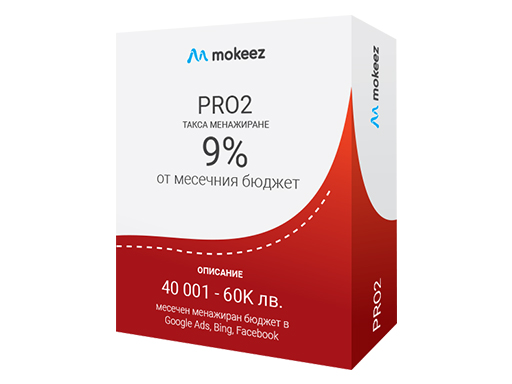 mokeez
PRO2
ТАКСА МЕНАЖИРАНЕ
9%
от месечния бюджет
ОПИСАНИЕ
40 001 - 60K лв.
месечен менажиран бюджет в
Google Ads, Bing, Facebook
mokeez
PRO2